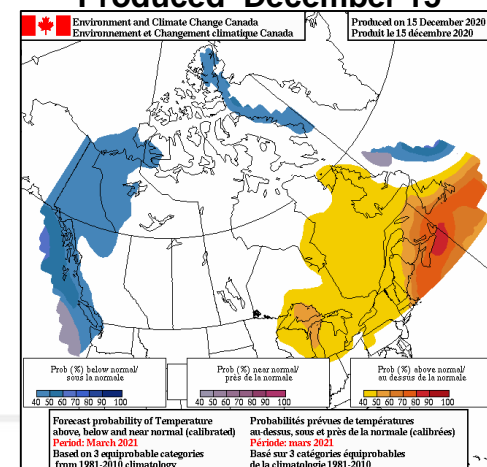 Produced December 15
Environment and Climate Change Canada
Environnement et Changement climatique Canada
Produced on 15 December 2020
Produit le 15 décembre 2020
Prob (%) below normal/
sous la normale
40 50 60 70 80 90 100
Prob (%) near normal/
près de la normale
40 50 60 70 80 90 100
Prob (%) above normal/
au dessus de la normale
40 50 60 70 80 90 100
Forecast probability of Temperature
above, below and near normal (calibrated)
Period: March 2021
Based on 3 equiprobable categories
from 1981-2010 climatology
Probabilités prévues de températures
au-dessus, sous et près de la normale (calibrées)
Période: mars 2021
Basé sur 3 catégories équiprobables
de la climatologie 1981-2010